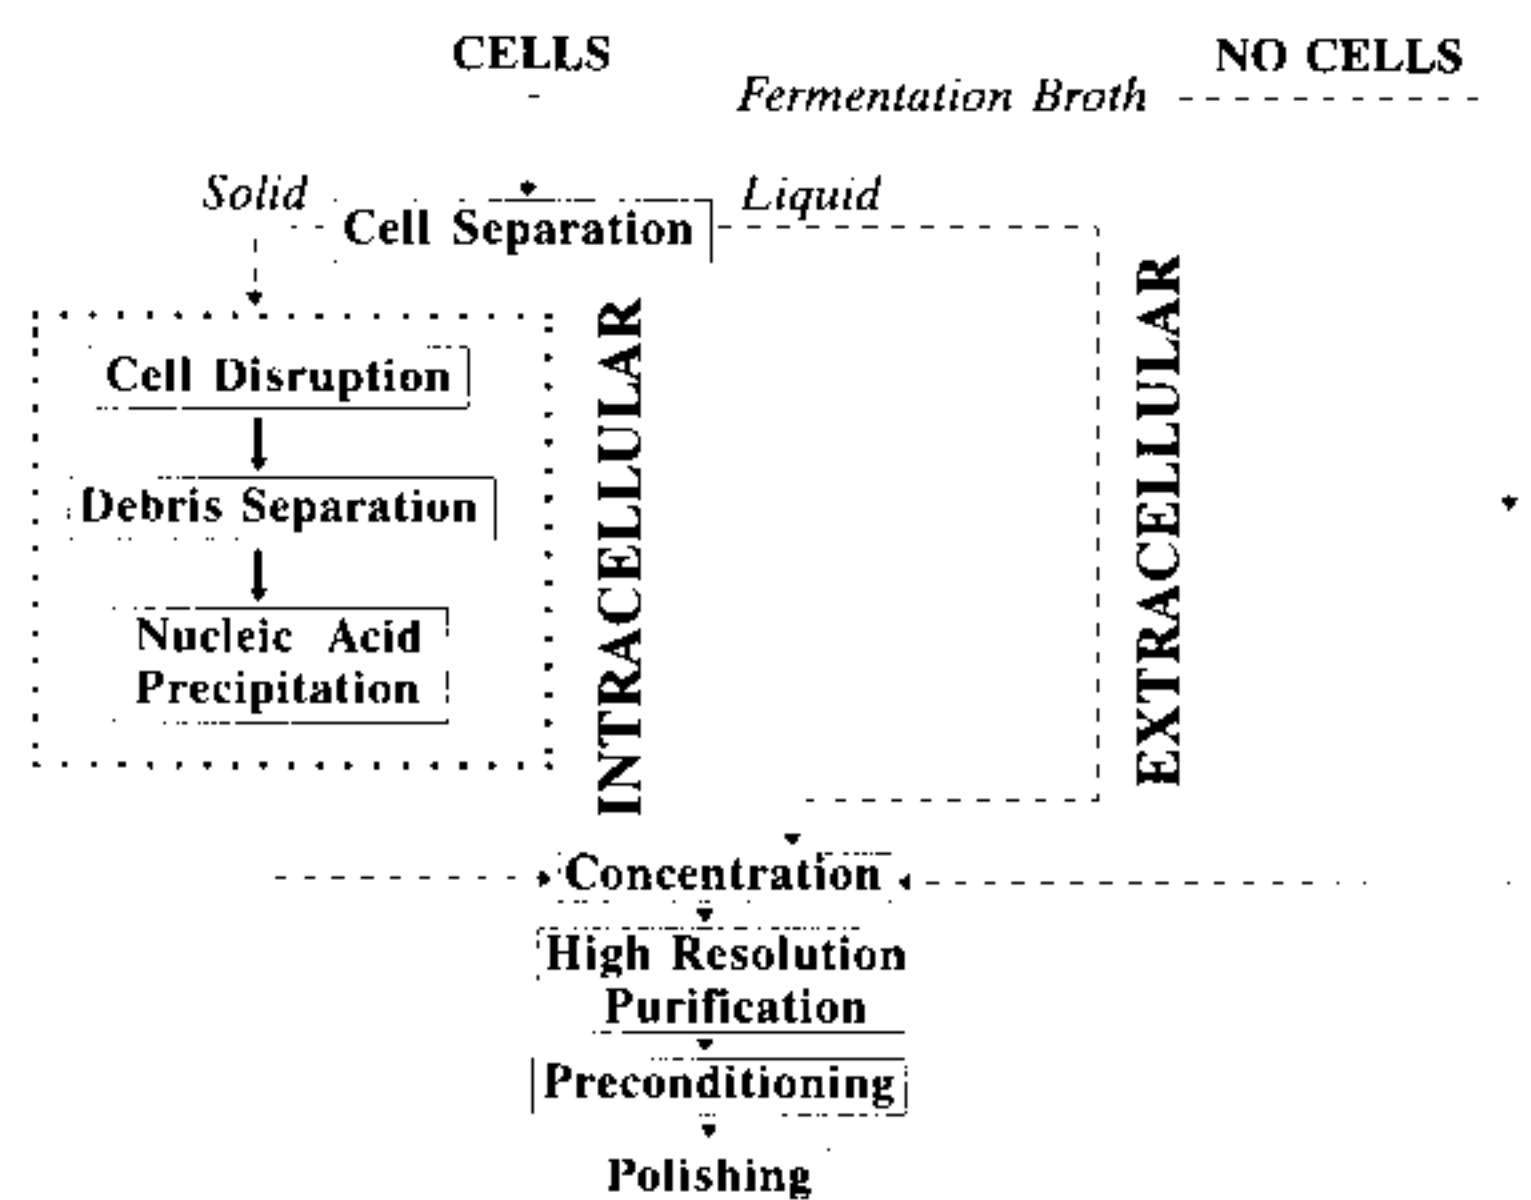 CELLS
NO CELLS
Fermentation Broth
Solid
Liquid
Cell Separation
Cell Disruption
Debris Separation
Nucleic Acid
Precipitation
INTRACELLULAR
EXTRACELLULAR
Concentration
High Resolution
Purification
Preconditioning
Polishing